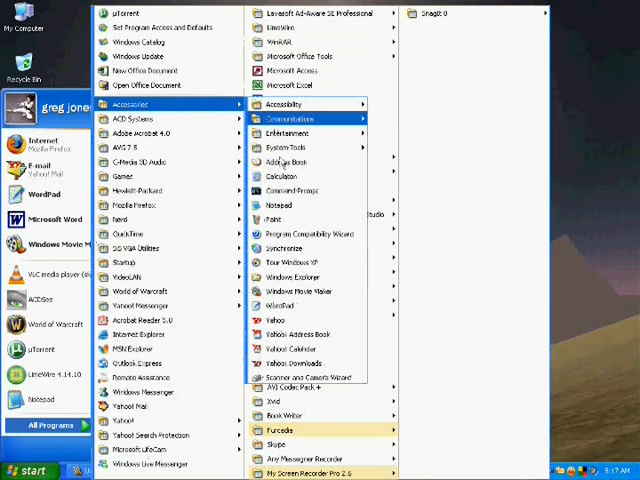 My Computer
Recycle Bin
greg jones
Internet
Mozilla Firefox
E-mail
Yahoo! Mail
WordPad
Microsoft Word
Windows Movie M
VLC media player (sk
ACDSee
World of Warcraft
µTorrent
LimeWire 4.14.10
Notepad
All Programs
start
µTorrent
Set Program Access and Defaults
Windows Catalog
Windows Update
New Office Document
Open Office Document
Accessories
ACD Systems
Adobe Acrobat 4.0
AVG 7.5
C-Media 3D Audio
Games
Hewlett-Packard
Mozilla Firefox
Nerd
QuickTime
SiS VGA Utilities
Startup
VideoLAN
World of Warcraft
Yahoo! Messenger
Acrobat Reader 5.0
Internet Explorer
MSN Explorer
Outlook Express
Remote Assistance
Windows Messenger
Yahoo! Mail
Yahoo!
Yahoo! Search Protection
Microsoft LifeCam
Windows Live Messenger
Lavasoft Ad-Aware SE Professional
LimeWire
WinRAR
Microsoft Office Tools
Microsoft Access
Microsoft Excel
Accessibility
Communications
Entertainment
System Tools
Address Book
Calculator
Command Prompt
Notepad
Paint
Program Compatibility Wizard
Synchronize
Tour Windows XP
Windows Explorer
Windows Movie Maker
WordPad
Yahoo
Yahoo! Address Book
Yahoo! Calendar
Yahoo! Downloads
Scanner and Camera Wizard
Studio
AVI Codec Pack +
Xvid
Book Writer
Furcadia
Skype
Any Messenger Recorder
My Screen Recorder Pro 2.6
SnagIt 8
5:17 AM